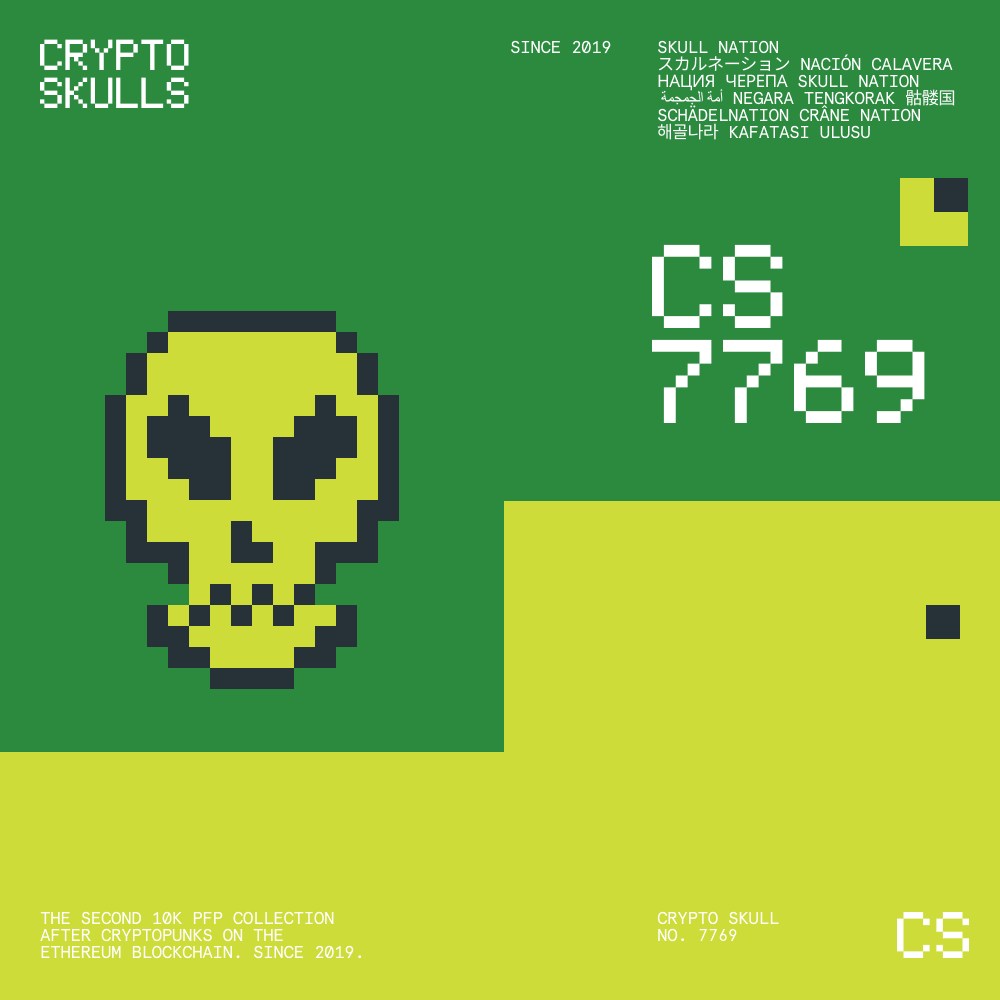 CRYPTO
SKULLS
SINCE 2019
SKULL NATION
スカルネーション NACIÓN CALAVERA
НАЦИЯ ЧЕРЕПА SKULL NATION
أمة الجمجمة NEGARA TENGKORAK 骷髅国
SCHÄDELNATION CRÂNE NATION
해골나라 KAFATASI ULUSU
CS
7769
THE SECOND 10K PFP COLLECTION
AFTER CRYPTOPUNKS ON THE
ETHEREUM BLOCKCHAIN. SINCE 2019.
CRYPTO SKULL
NO. 7769
CS